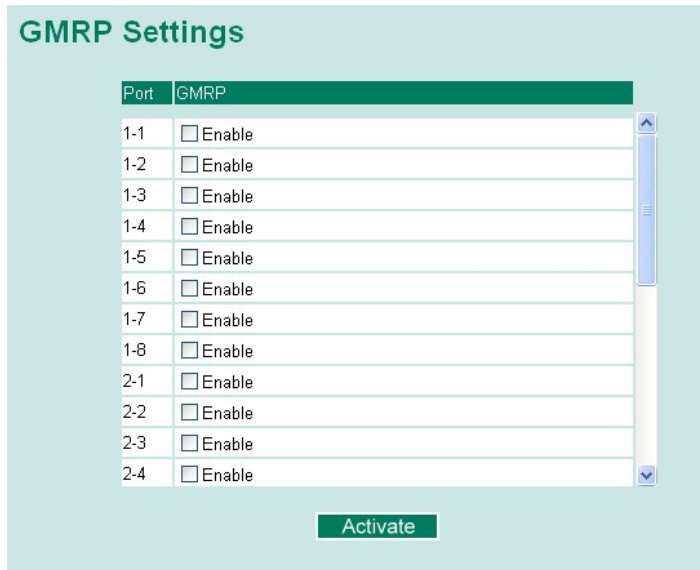 GMRP Settings
Port GMRP
1-1 Enable
1-2 Enable
1-3 Enable
1-4 Enable
1-5 Enable
1-6 Enable
1-7 Enable
1-8 Enable
2-1 Enable
2-2 Enable
2-3 Enable
2-4 Enable
Activate